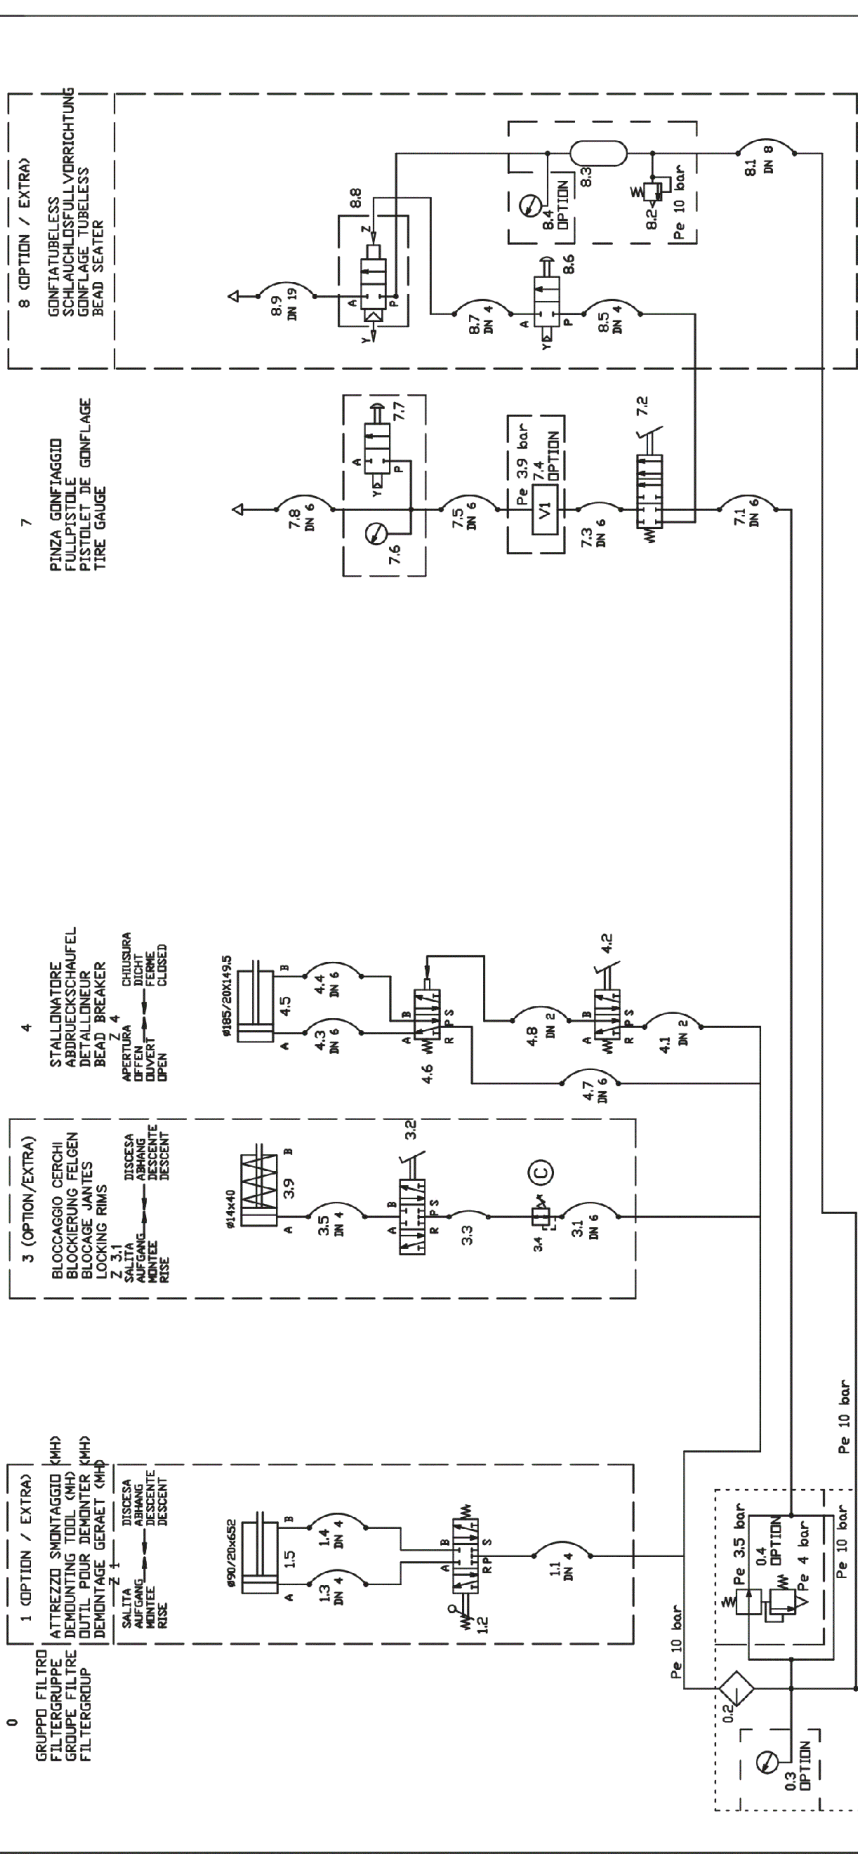 0
GRUPPO FILTRO
FILTERGRUPPE
GROUPE FILTRE
FILTERGROUP
0.3
OPTION
0.2
Pe 10 bar
Pe 3.5 bar
0.4
OPTION
Pe 4 bar
Pe 10 bar
Pe 10 bar
1 (OPTION / EXTRA)
ATTREZZO SMONTAGGIO (MH)
DEMOUNTING TOOL (MH)
OUTIL POUR DEMONTER (MH)
DEMONTAGE GERAET (MH)
Z 1
SALITA DISCESA
AUFGANG ABHANG
MONTEE DESCENTE
RISE DESCENT
ø90/20x652
1.5
A
B
1.3
DN 4
1.4
DN 4
A
B
R P S
1.2
1.1
DN 4
3 (OPTION/EXTRA)
BLOCCAGGIO CERCHI
BLOCKIERUNG FELGEN
BLOCAGE JANTES
LOCKING RIMS
Z 3.1
SALITA DISCESA
AUFGANG ABHANG
MONTEE DESCENTE
RISE DESCENT
ø14x40
3.9
A
B
3.5
DN 4
3.2
A
B
R P S
3.3
3.4
C
3.1
DN 6
4
STALLONATORE
ABDRUECKSCHAUFEL
DETALLONEUR
BEAD BREAKER
Z 4
APERTURA CHIUSURA
OFFEN DICHT
OUVERT FERME
OPEN CLOSED
ø185/20X149.5
4.5
A
B
4.3
DN 6
4.4
DN 6
4.6
A
B
R P S
4.8
DN 2
4.2
A
B
R P S
4.7
DN 6
4.1
DN 2
7
PINZA GONFIAGGIO
FULLPISTOLE
PISTOLET DE GONFLAGE
TIRE GAUGE
7.8
DN 6
7.6
7.7
A
P
Y
7.5
DN 6
Pe 3.9 bar
7.4
OPTION
V1
7.3
DN 6
7.2
7.1
DN 6
8 (OPTION / EXTRA)
GONFIATUBELESS
SCHLAUCHLOSFULLVORRICHTUNG
GONFLAGE TUBELESS
BEAD SEATER
8.9
DN 19
8.8
A
P
Y
Z
8.7
DN 4
8.6
A
P
Y
8.5
DN 4
8.4
OPTION
8.3
8.2
Pe 10 bar
8.1
DN 8